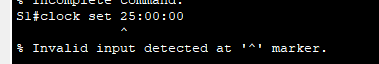 % Incomplete command.
S1#clock set 25:00:00
^
% Invalid input detected at '^' marker.